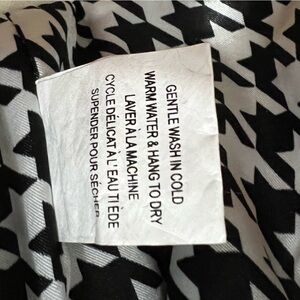 GENTLE WASH IN COLD
WARM WATER & HANG TO DRY
LAVER À LA MACHINE
CYCLE DÉLICAT À L'EAU TIÈDE
SUPENDER POUR SÉCHER